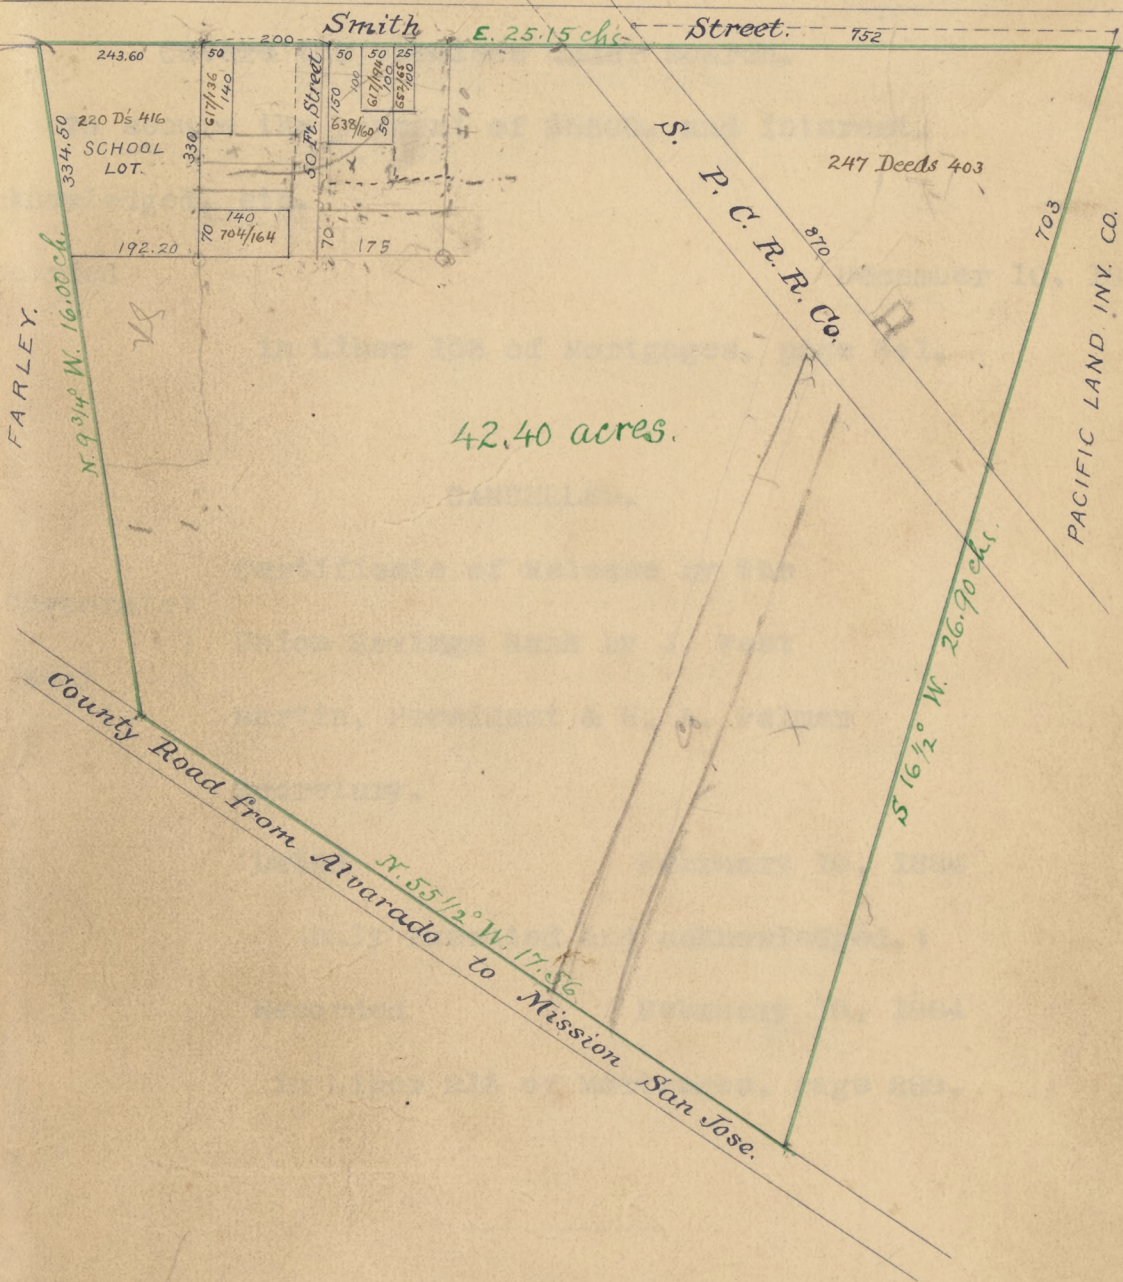 Smith Street.
E. 25.15 chs
752
200
243.60
50
617/136
140
50 Ft. Street
50
50
25
100
150
617/194
100
652/65
100
638/160
50
100
334.50
220 D's 416
SCHOOL
LOT.
330
192.20
140
70
704/164
70
175
S. P. C. R. R. Co.
870
247 Deeds 403
703
PACIFIC LAND INV. CO.
FARLEY.
N. 9 3/4° W. 16.00 ch.
42.40 acres.
S 16 1/2° W. 26.90 chs.
N. 55 1/2° W. 17.56
County Road from Alvarado to Mission San Jose.